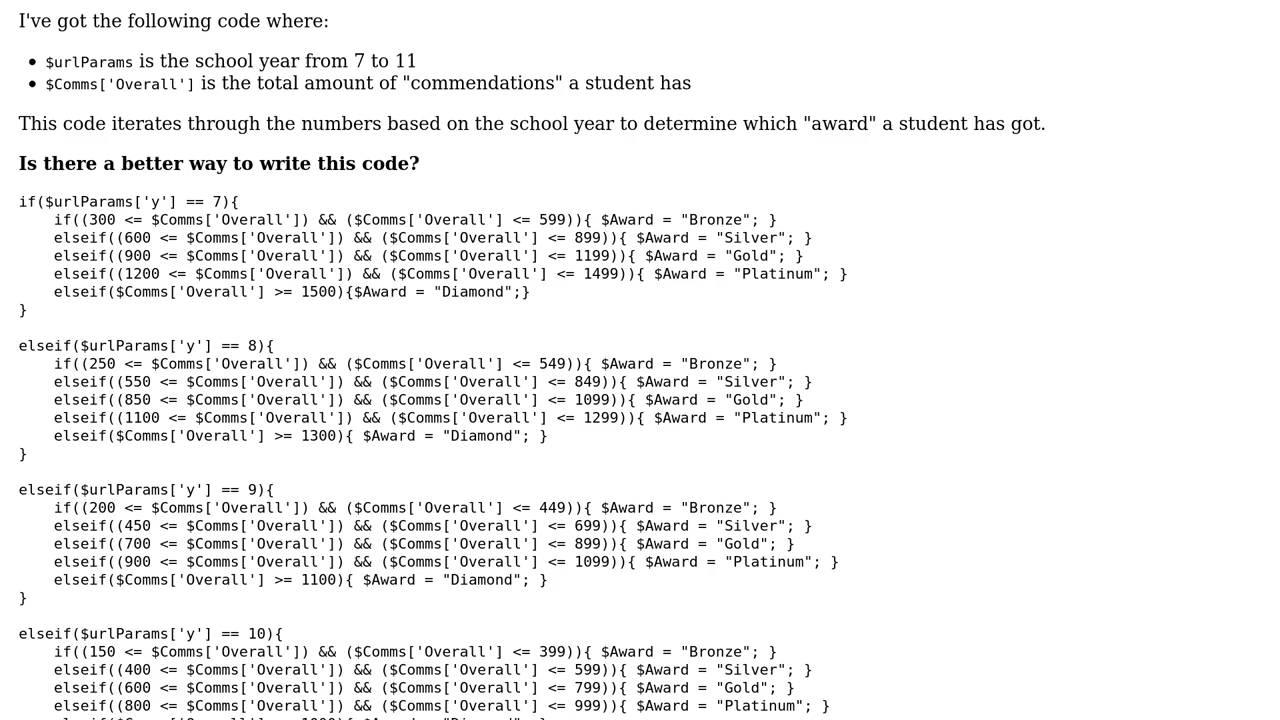 I've got the following code where:
• $urlParams is the school year from 7 to 11
• $Comms['Overall'] is the total amount of "commendations" a student has
This code iterates through the numbers based on the school year to determine which "award" a student has got.
Is there a better way to write this code?
if($urlParams['y'] == 7){
    if((300 <= $Comms['Overall']) && ($Comms['Overall'] <= 599)){ $Award = "Bronze"; }
    elseif((600 <= $Comms['Overall']) && ($Comms['Overall'] <= 899)){ $Award = "Silver"; }
    elseif((900 <= $Comms['Overall']) && ($Comms['Overall'] <= 1199)){ $Award = "Gold"; }
    elseif((1200 <= $Comms['Overall']) && ($Comms['Overall'] <= 1499)){ $Award = "Platinum"; }
    elseif($Comms['Overall'] >= 1500){$Award = "Diamond";}
}
elseif($urlParams['y'] == 8){
    if((250 <= $Comms['Overall']) && ($Comms['Overall'] <= 549)){ $Award = "Bronze"; }
    elseif((550 <= $Comms['Overall']) && ($Comms['Overall'] <= 849)){ $Award = "Silver"; }
    elseif((850 <= $Comms['Overall']) && ($Comms['Overall'] <= 1099)){ $Award = "Gold"; }
    elseif((1100 <= $Comms['Overall']) && ($Comms['Overall'] <= 1299)){ $Award = "Platinum"; }
    elseif($Comms['Overall'] >= 1300){ $Award = "Diamond"; }
}
elseif($urlParams['y'] == 9){
    if((200 <= $Comms['Overall']) && ($Comms['Overall'] <= 449)){ $Award = "Bronze"; }
    elseif((450 <= $Comms['Overall']) && ($Comms['Overall'] <= 699)){ $Award = "Silver"; }
    elseif((700 <= $Comms['Overall']) && ($Comms['Overall'] <= 899)){ $Award = "Gold"; }
    elseif((900 <= $Comms['Overall']) && ($Comms['Overall'] <= 1099)){ $Award = "Platinum"; }
    elseif($Comms['Overall'] >= 1100){ $Award = "Diamond"; }
}
elseif($urlParams['y'] == 10){
    if((150 <= $Comms['Overall']) && ($Comms['Overall'] <= 399)){ $Award = "Bronze"; }
    elseif((400 <= $Comms['Overall']) && ($Comms['Overall'] <= 599)){ $Award = "Silver"; }
    elseif((600 <= $Comms['Overall']) && ($Comms['Overall'] <= 799)){ $Award = "Gold"; }
    elseif((800 <= $Comms['Overall']) && ($Comms['Overall'] <= 999)){ $Award = "Platinum"; }